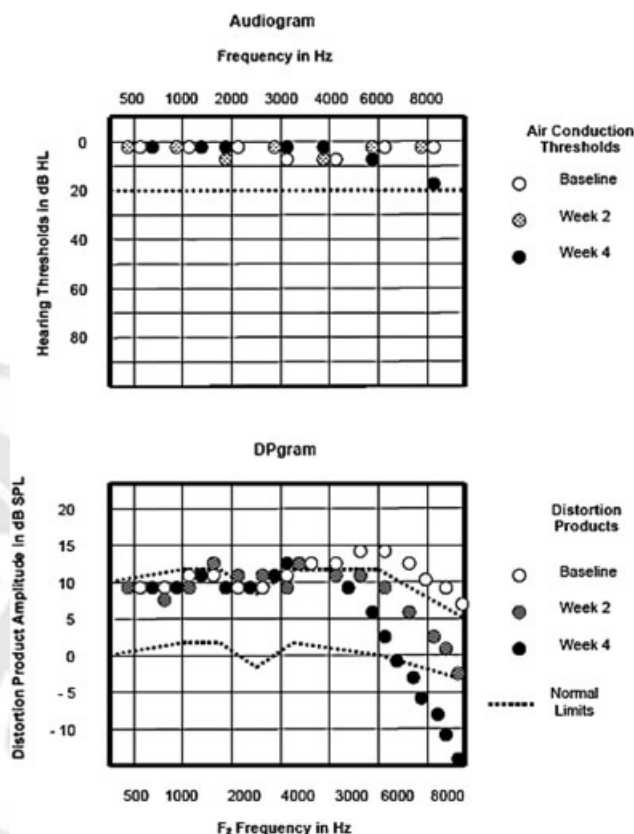 Audiogram
Frequency in Hz
500 1000 2000 3000 4000 6000 8000
Hearing Thresholds in dB HL
0
20
40
60
80
Air Conduction
Thresholds
Baseline
Week 2
Week 4
DPgram
Distortion Product Amplitude in dB SPL
20
15
10
5
0
- 5
- 10
Distortion
Products
Baseline
Week 2
Week 4
Normal
Limits
500 1000 2000 4000 3000 6000 8000
F2 Frequency in Hz